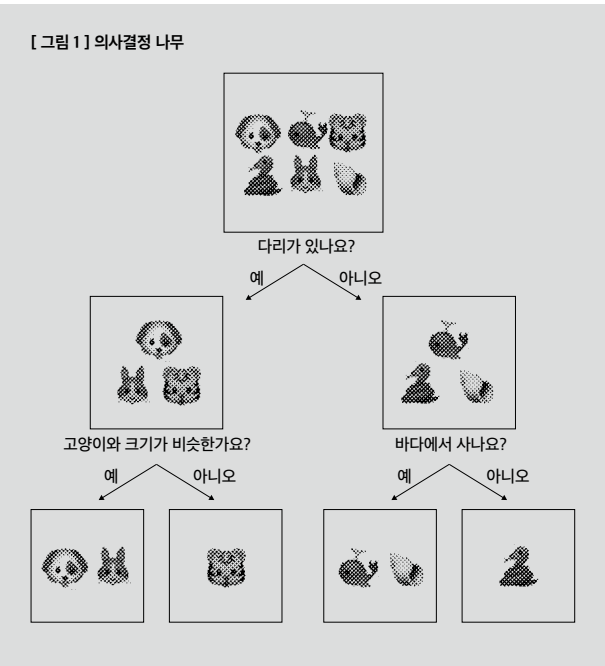 [ 그림 1 ] 의사결정 나무
다리가 있나요?
예 아니오
고양이와 크기가 비슷한가요? 바다에서 사나요?
예 아니오 예 아니오